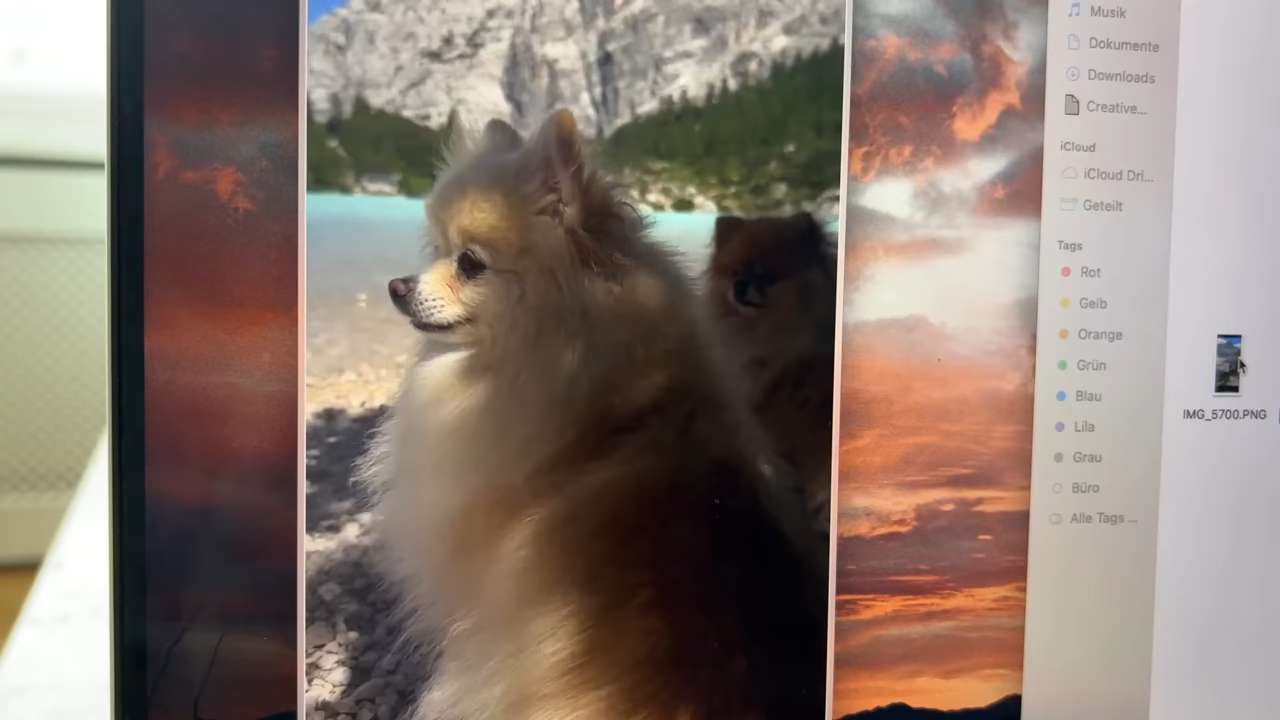 Musik
Dokumente
Downloads
Creative...
iCloud
iCloud Dri...
Geteilt
Tags
Rot
Gelb
Orange
Grün
Blau
Lila
Grau
Büro
Alle Tags ...
IMG_5700.PNG